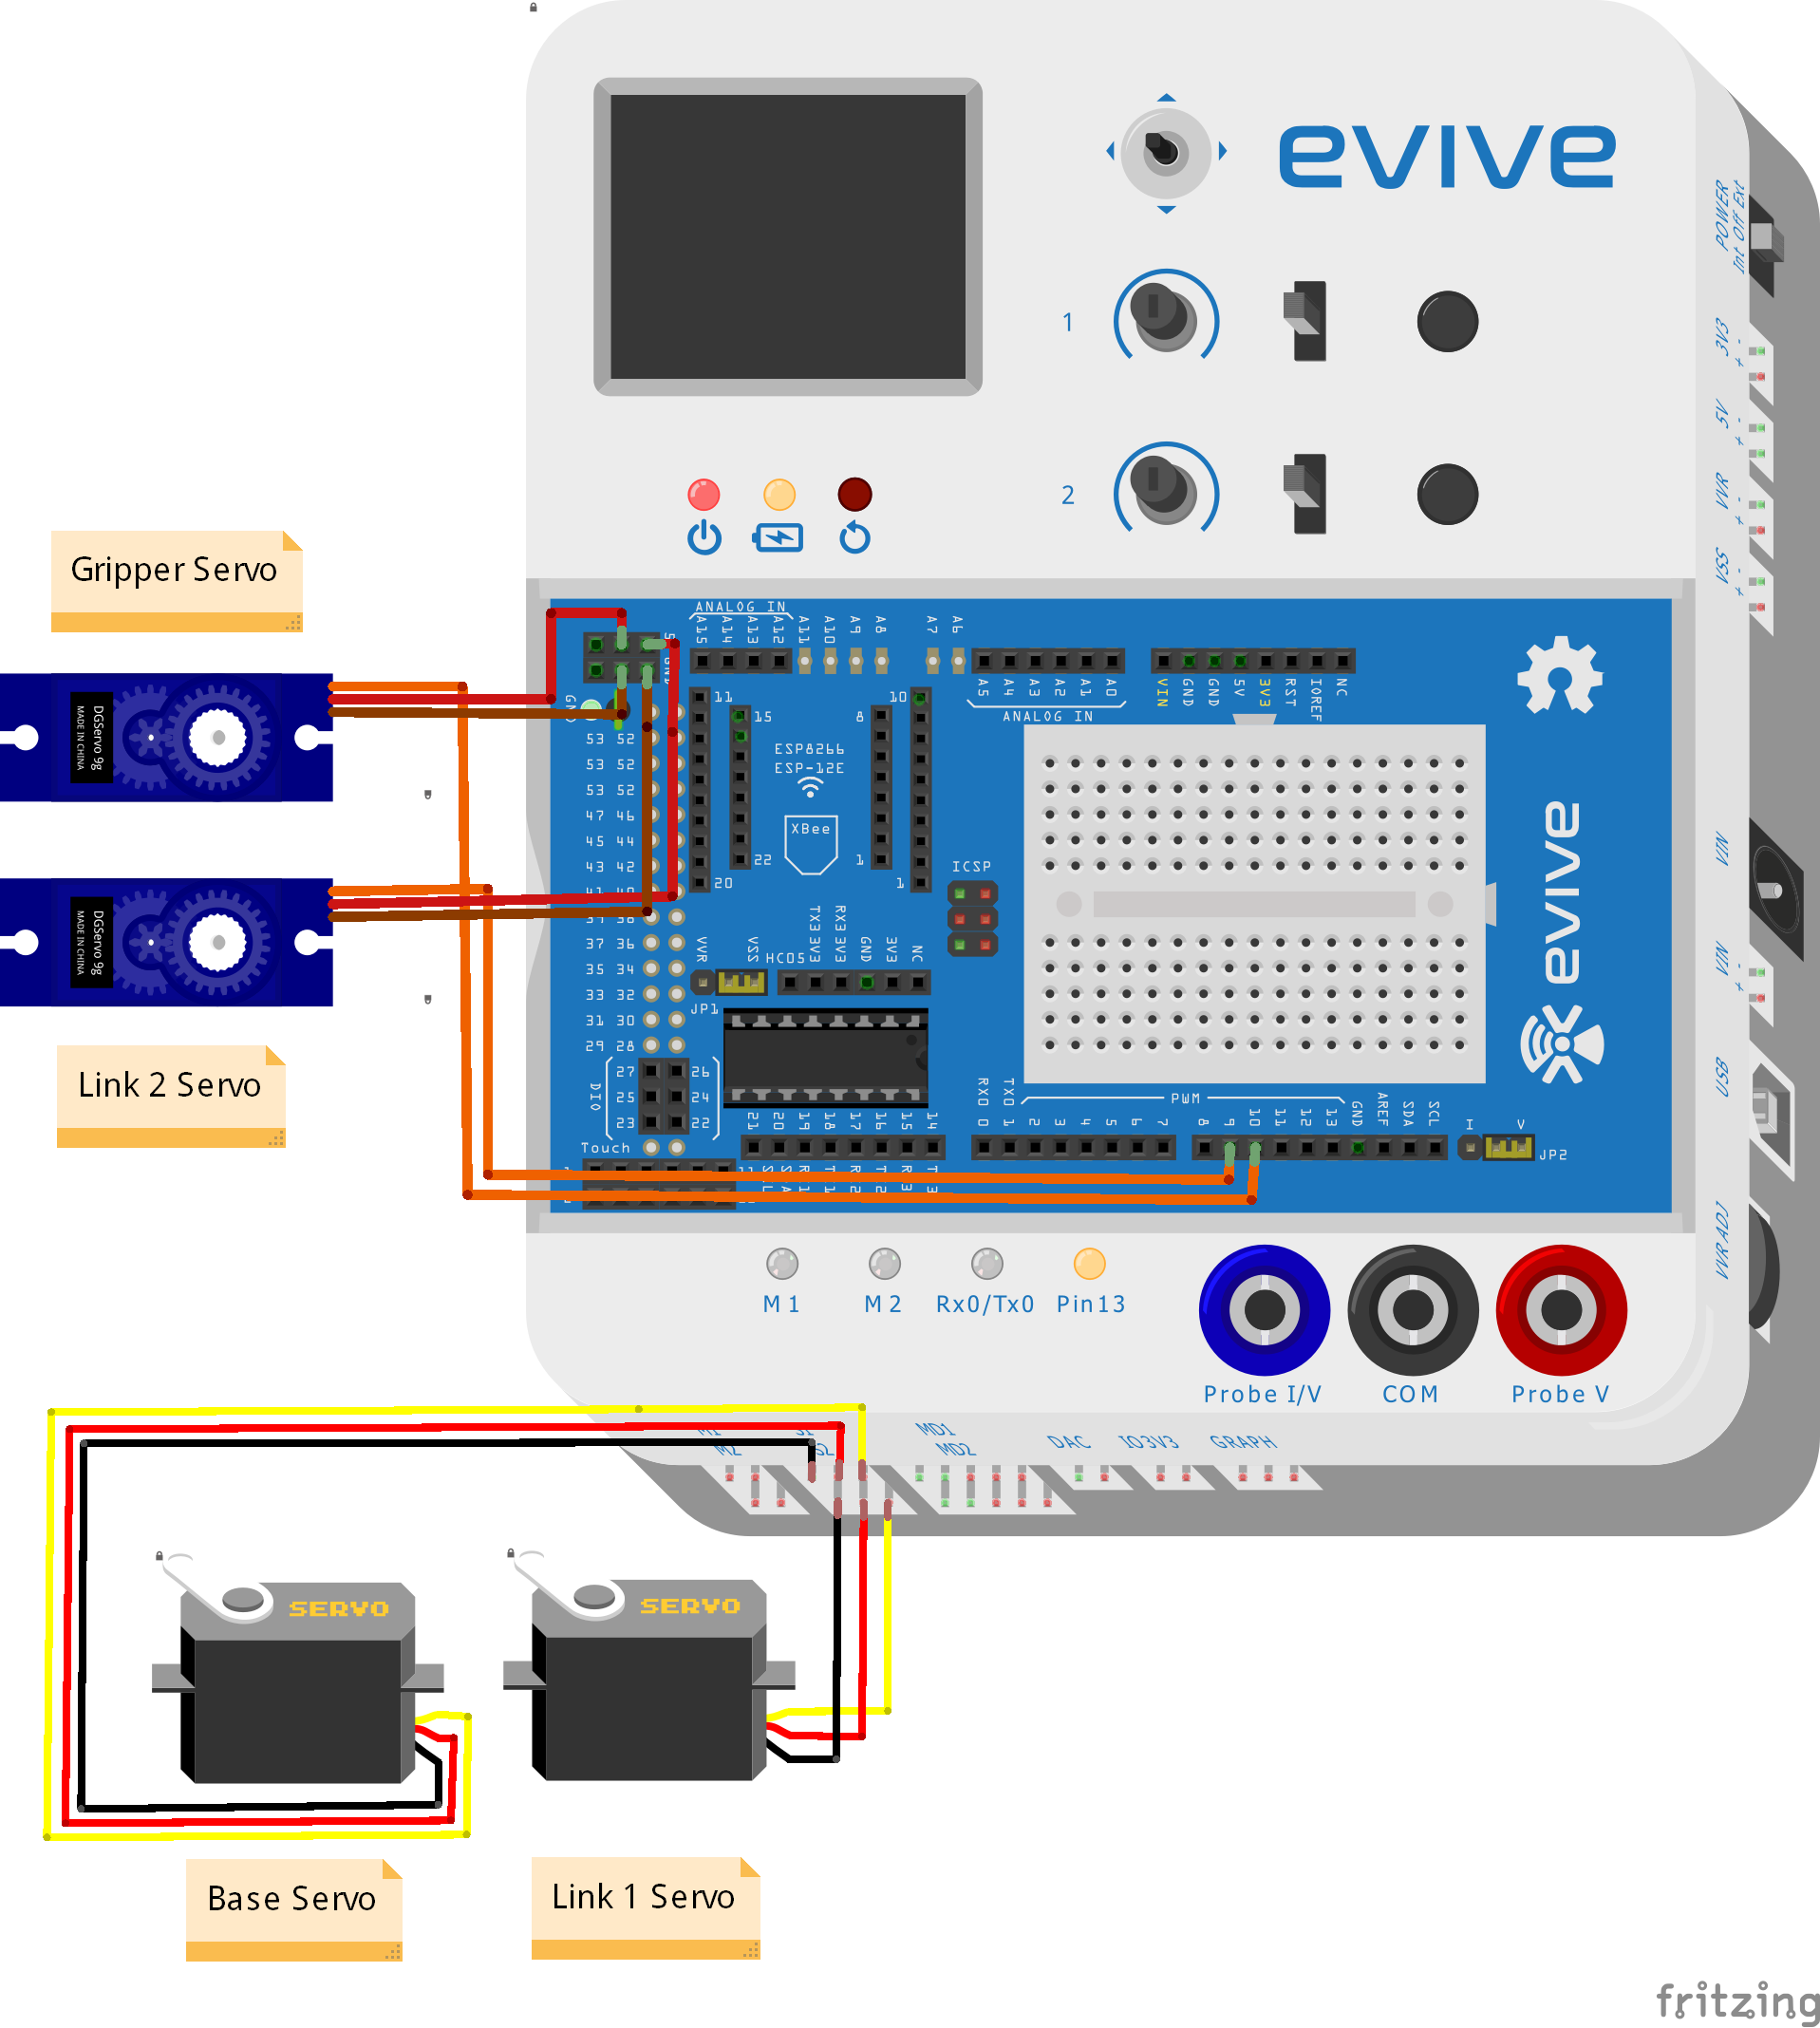 evive
POWER
Int Off Ext
1
3V3
+ -
5V
+ -
2
VVR
+ -
VSS
+ -
Gripper Servo
DGServo 9g
MADE IN CHINA
Link 2 Servo
DGServo 9g
MADE IN CHINA
ANALOG IN
A15
A14
A13
A12
A11
A10
A9
A8
A7
A6
A5
A4
A3
A2
A1
A0
ANALOG IN
VIN
GND
GND
5V
3V3
RST
IOREF
NC
11
15
8
10
53 52
53 52
53 52
47 46
45 44
43 42
41 40
39 38
37 36
35 34
33 32
31 30
29 28
27
26
25
24
23
22
DIO
Touch
ESP8266
ESP-12E
XBee
22
20
1
1
ICSP
VVR
VSS
JP1
HC05
TX3 3V3
RX3 3V3
GND
3V3
NC
evive
VIN
VIN
+ -
USB
VVR ADJ
21
20
19
18
17
16
15
14
RX0 0
TX0 1
2
3
4
5
6
7
PWM
8
9
10
11
12
13
GND
AREF
SDA
SCL
I
V
JP2
M1
M2
Rx0/Tx0
Pin13
Probe I/V
COM
Probe V
M1
M2
S1
S2
MD1
MD2
DAC
IO3V3
GRAPH
SERVO
SERVO
Base Servo
Link 1 Servo
fritzing